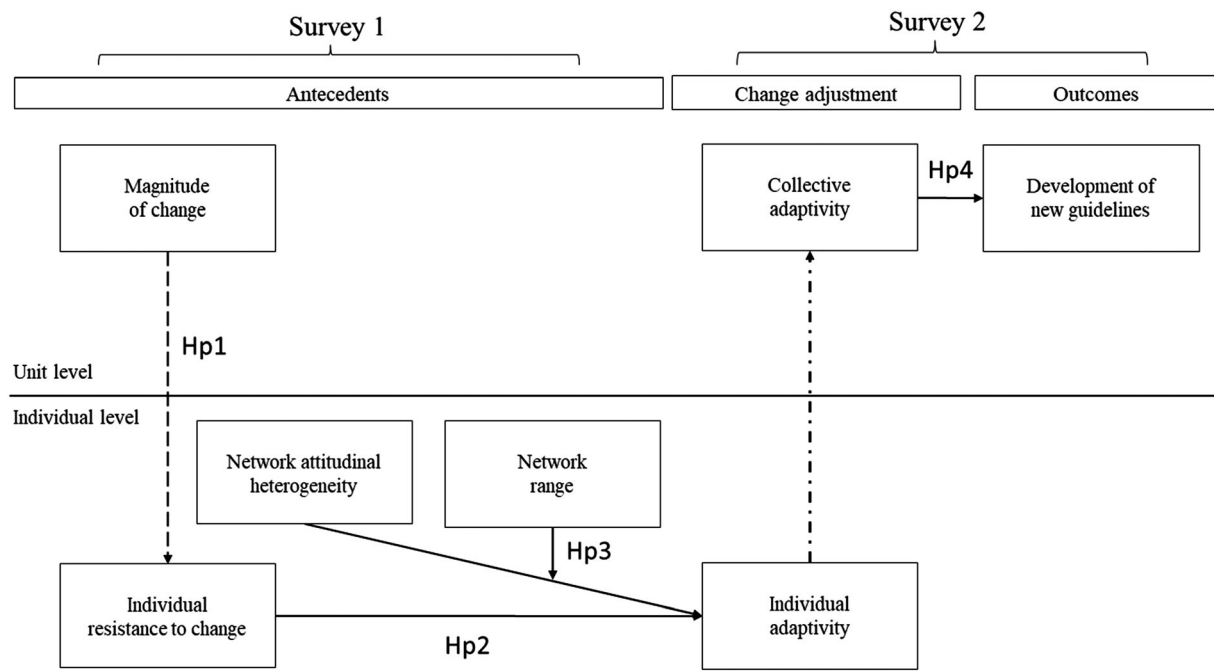 Survey 1
Survey 2
Antecedents
Change adjustment
Outcomes
Magnitude
of change
Collective
adaptivity
Hp4
Development of
new guidelines
Hp1
Unit level
Individual level
Network attitudinal
heterogeneity
Network
range
Hp3
Individual
resistance to change
Hp2
Individual
adaptivity